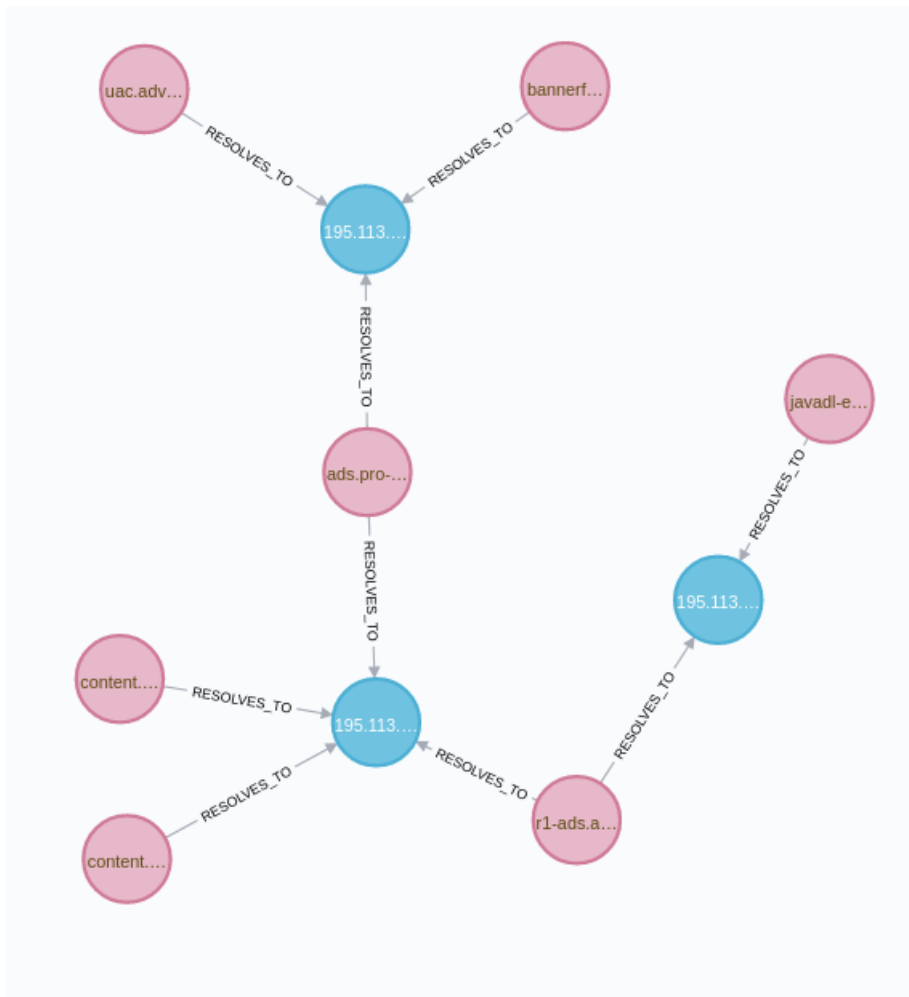 uac.adv...
bannerf...
RESOLVES_TO
RESOLVES_TO
195.113....
RESOLVES_TO
javadl-e...
ads.pro-...
RESOLVES_TO
RESOLVES_TO
195.113....
content....
RESOLVES_TO
RESOLVES_TO
195.113....
RESOLVES_TO
RESOLVES_TO
r1-ads.a...
content....